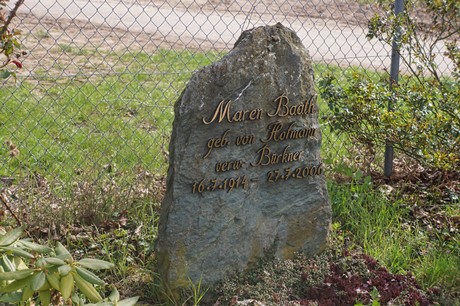 Maren Baath
geb. von Hofmann
verw. Burkner
16.7.1914 - 27.7.2006